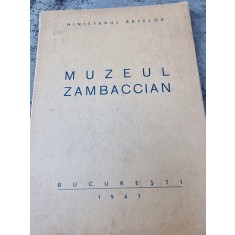 MINISTERUL ARTELOR
MUZEUL
ZAMBACCIAN
BUCUREȘTI
1947